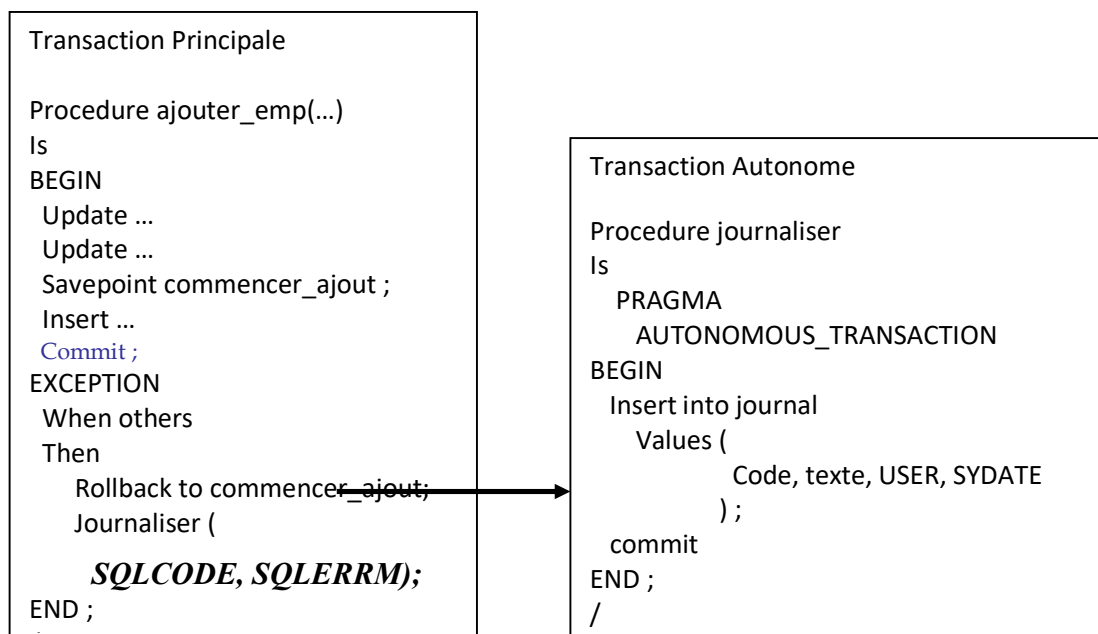 Transaction Principale
Procedure ajouter_emp(…)
Is
BEGIN
Update …
Update …
Savepoint commencer_ajout ;
Insert …
Commit ;
EXCEPTION
When others
Then
Rollback to commencer_ajout;
Journaliser (
SQLCODE, SQLERRM);
END ;
Transaction Autonome
Procedure journaliser
Is
PRAGMA
AUTONOMOUS_TRANSACTION
BEGIN
Insert into journal
Values (
Code, texte, USER, SYDATE
) ;
commit
END ;
/